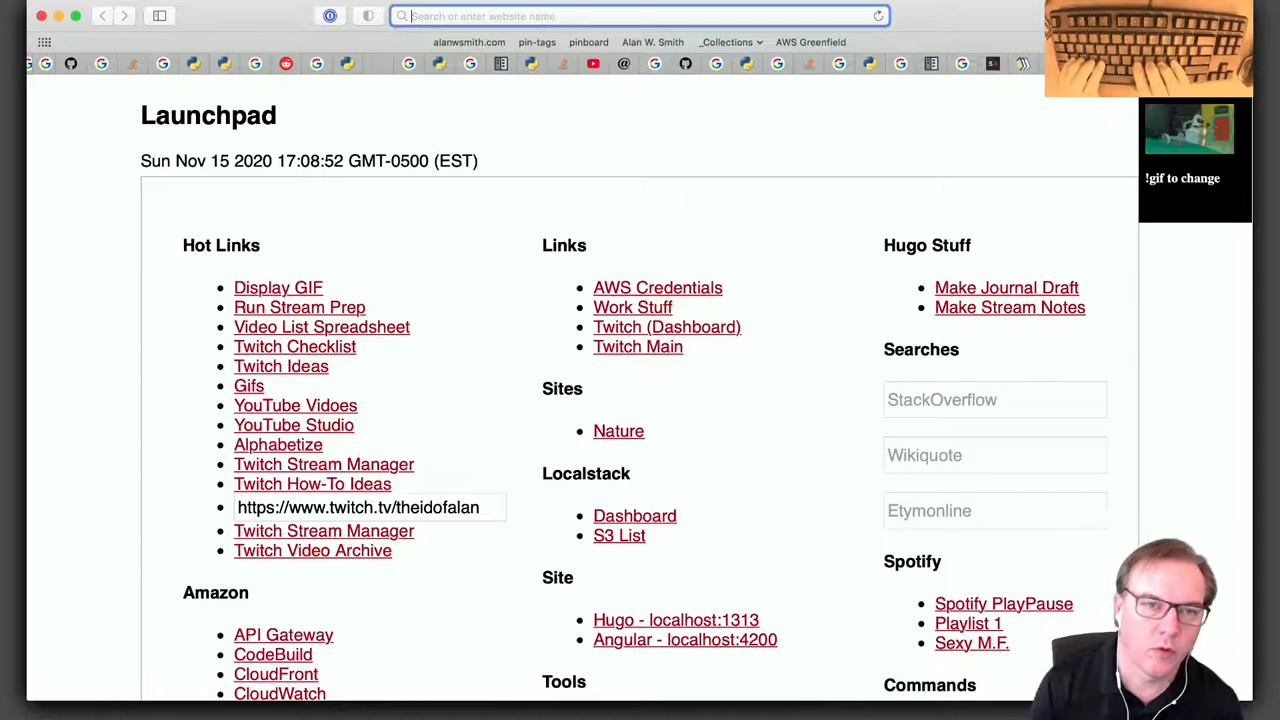 Search or enter website name
alanwsmith.com
pin-tags
pinboard
Alan W. Smith
_Collections
AWS Greenfield
Launchpad
Sun Nov 15 2020 17:08:52 GMT-0500 (EST)
!gif to change
Hot Links
Display GIF
Run Stream Prep
Video List Spreadsheet
Twitch Checklist
Twitch Ideas
Gifs
YouTube Vidoes
YouTube Studio
Alphabetize
Twitch Stream Manager
Twitch How-To Ideas
https://www.twitch.tv/theidofalan
Twitch Stream Manager
Twitch Video Archive
Amazon
API Gateway
CodeBuild
CloudFront
CloudWatch
Links
AWS Credentials
Work Stuff
Twitch (Dashboard)
Twitch Main
Sites
Nature
Localstack
Dashboard
S3 List
Site
Hugo - localhost:1313
Angular - localhost:4200
Tools
Hugo Stuff
Make Journal Draft
Make Stream Notes
Searches
StackOverflow
Wikiquote
Etymonline
Spotify
Spotify PlayPause
Playlist 1
Sexy M.F.
Commands